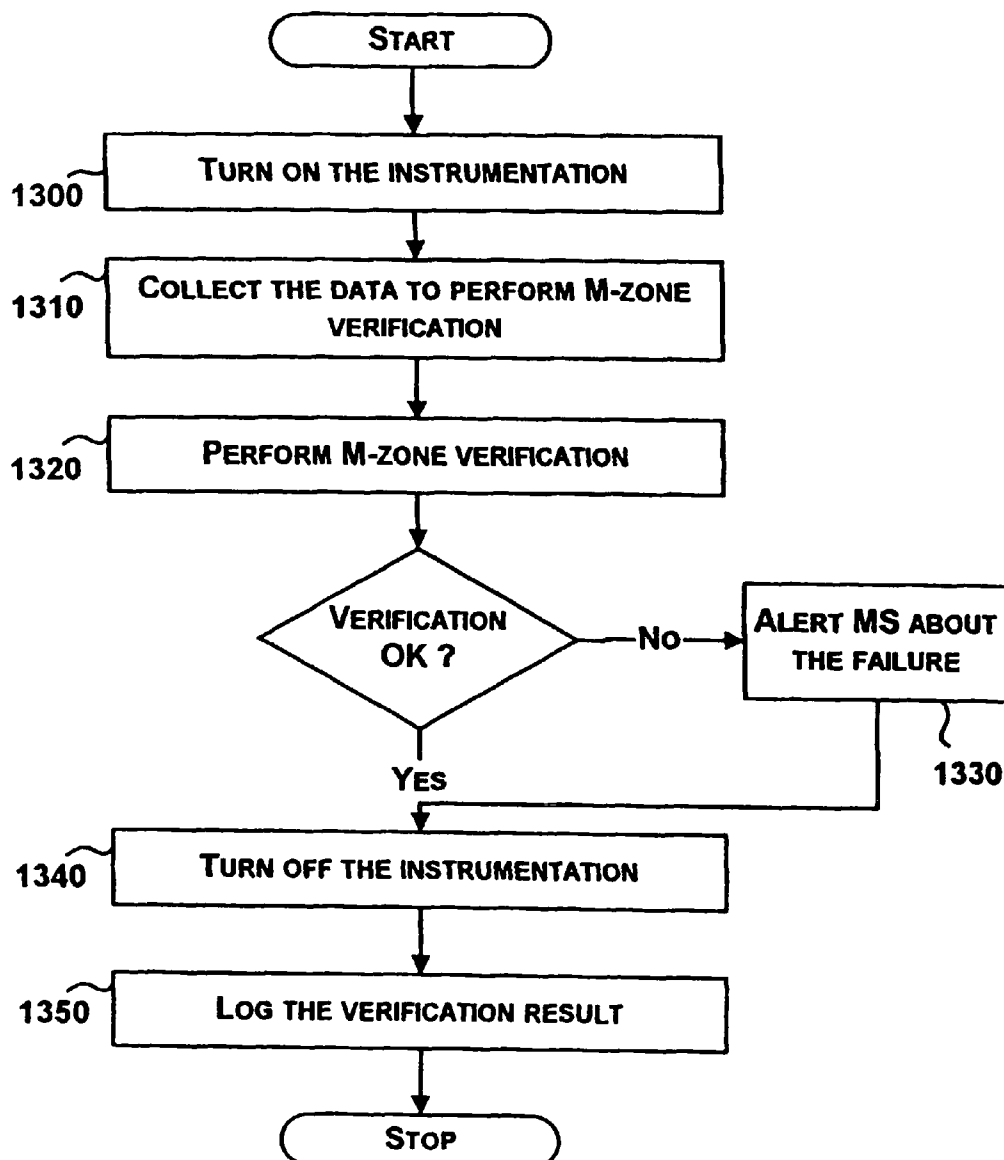 START
TURN ON THE INSTRUMENTATION
1300
COLLECT THE DATA TO PERFORM M-ZONE
VERIFICATION
1310
PERFORM M-ZONE VERIFICATION
1320
VERIFICATION
OK ?
NO
ALERT MS ABOUT
THE FAILURE
1330
YES
TURN OFF THE INSTRUMENTATION
1340
LOG THE VERIFICATION RESULT
1350
STOP